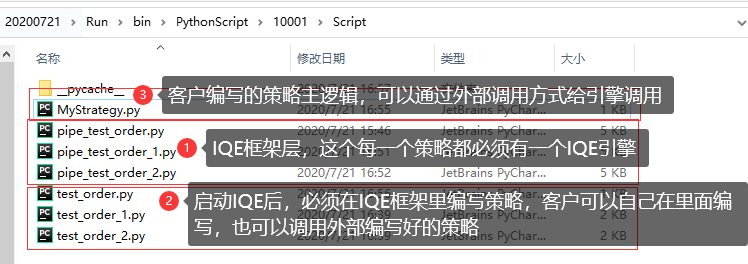 20200721 > Run > bin > PythonScript > 10001 > Script
名称 修改日期 类型 大小
__pycache__
MyStrategy.py
3 客户编写的策略主逻辑，可以通过外部调用方式给引擎调用
pipe_test_order.py 2020/7/21 15:46 JetBrains PyChar... 5 KB
pipe_test_order_1.py
1 IQE框架层，这个每一个策略都必须有一个IQE引擎
pipe_test_order_2.py 2020/7/21 16:52 JetBrains PyChar... 5 KB
test_order.py
2 启动IQE后，必须在IQE框架里编写策略，客户可以自己在里面编
写，也可以调用外部编写好的策略
test_order_1.py
test_order_2.py